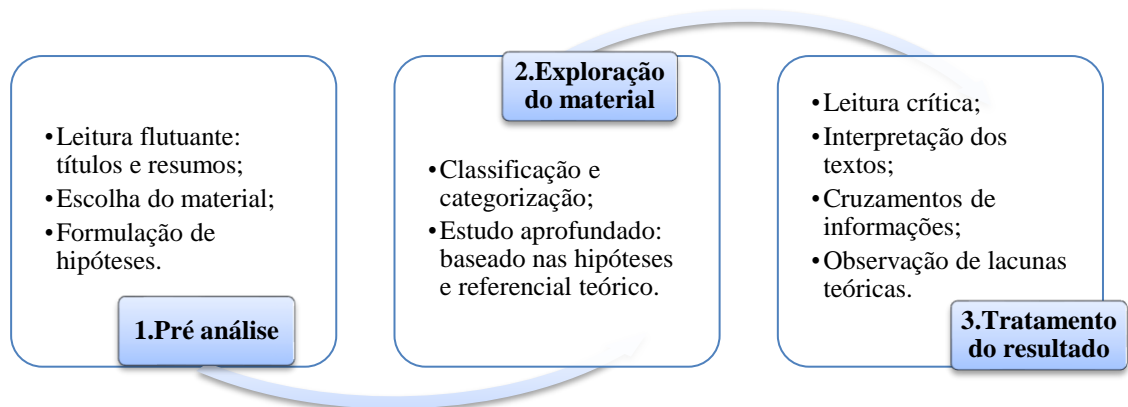 •Leitura flutuante:
títulos e resumos;
•Escolha do material;
•Formulação de
hipóteses.
1.Pré análise
2.Exploração
do material
•Classificação e
categorização;
•Estudo aprofundado:
baseado nas hipóteses
e referencial teórico.
•Leitura crítica;
•Interpretação dos
textos;
•Cruzamentos de
informações;
•Observação de lacunas
teóricas.
3.Tratamento
do resultado